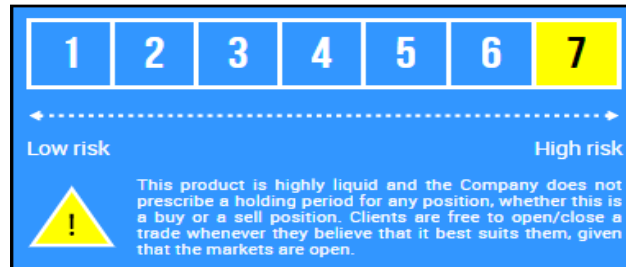 1 2 3 4 5 6 7
Low risk High risk
!
This product is highly liquid and the Company does not
prescribe a holding period for any position, whether this is
a buy or a sell position. Clients are free to open/close a
trade whenever they believe that it best suits them, given
that the markets are open.